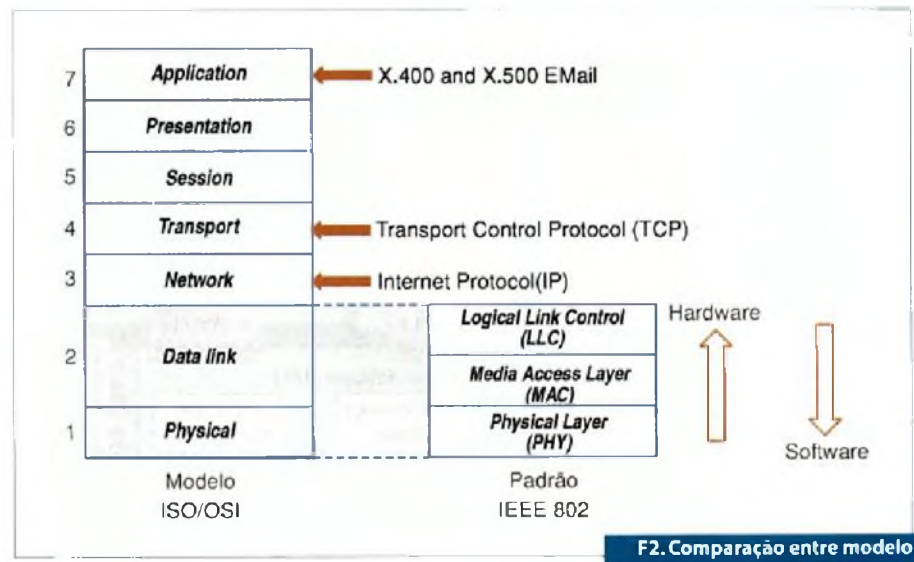 7 Application X.400 and X.500 EMail
6 Presentation
5 Session
4 Transport Transport Control Protocol (TCP)
3 Network Internet Protocol(IP)
2 Data link
1 Physical
Modelo
ISO/OSI
Logical Link Control
(LLC)
Media Access Layer
(MAC)
Physical Layer
(PHY)
Padrão
IEEE 802
Hardware
Software
F2. Comparação entre modelo